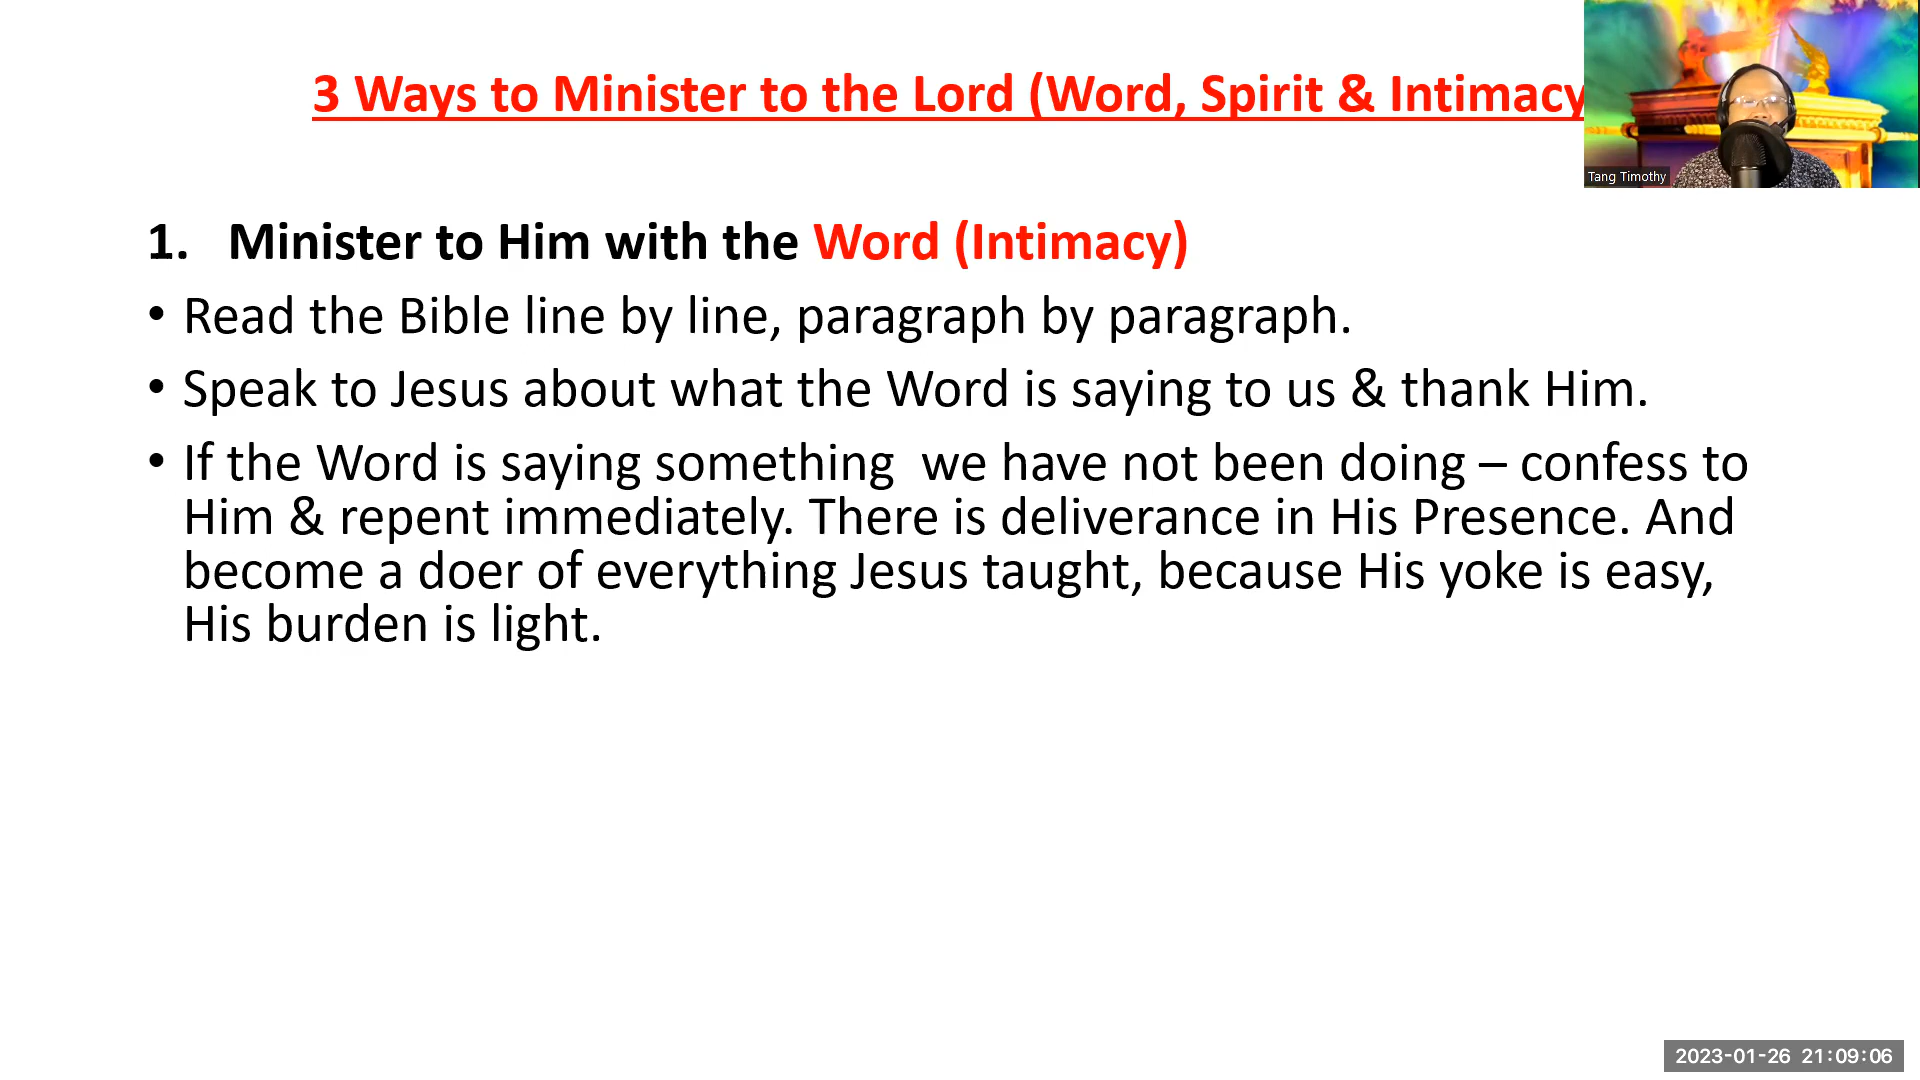 3 Ways to Minister to the Lord (Word, Spirit & Intimacy
Tang Timothy
1. Minister to Him with the Word (Intimacy)
• Read the Bible line by line, paragraph by paragraph.
• Speak to Jesus about what the Word is saying to us & thank Him.
• If the Word is saying something  we have not been doing – confess to
Him & repent immediately. There is deliverance in His Presence. And
become a doer of everything Jesus taught, because His yoke is easy,
His burden is light.
2023-01-26 21:09:06